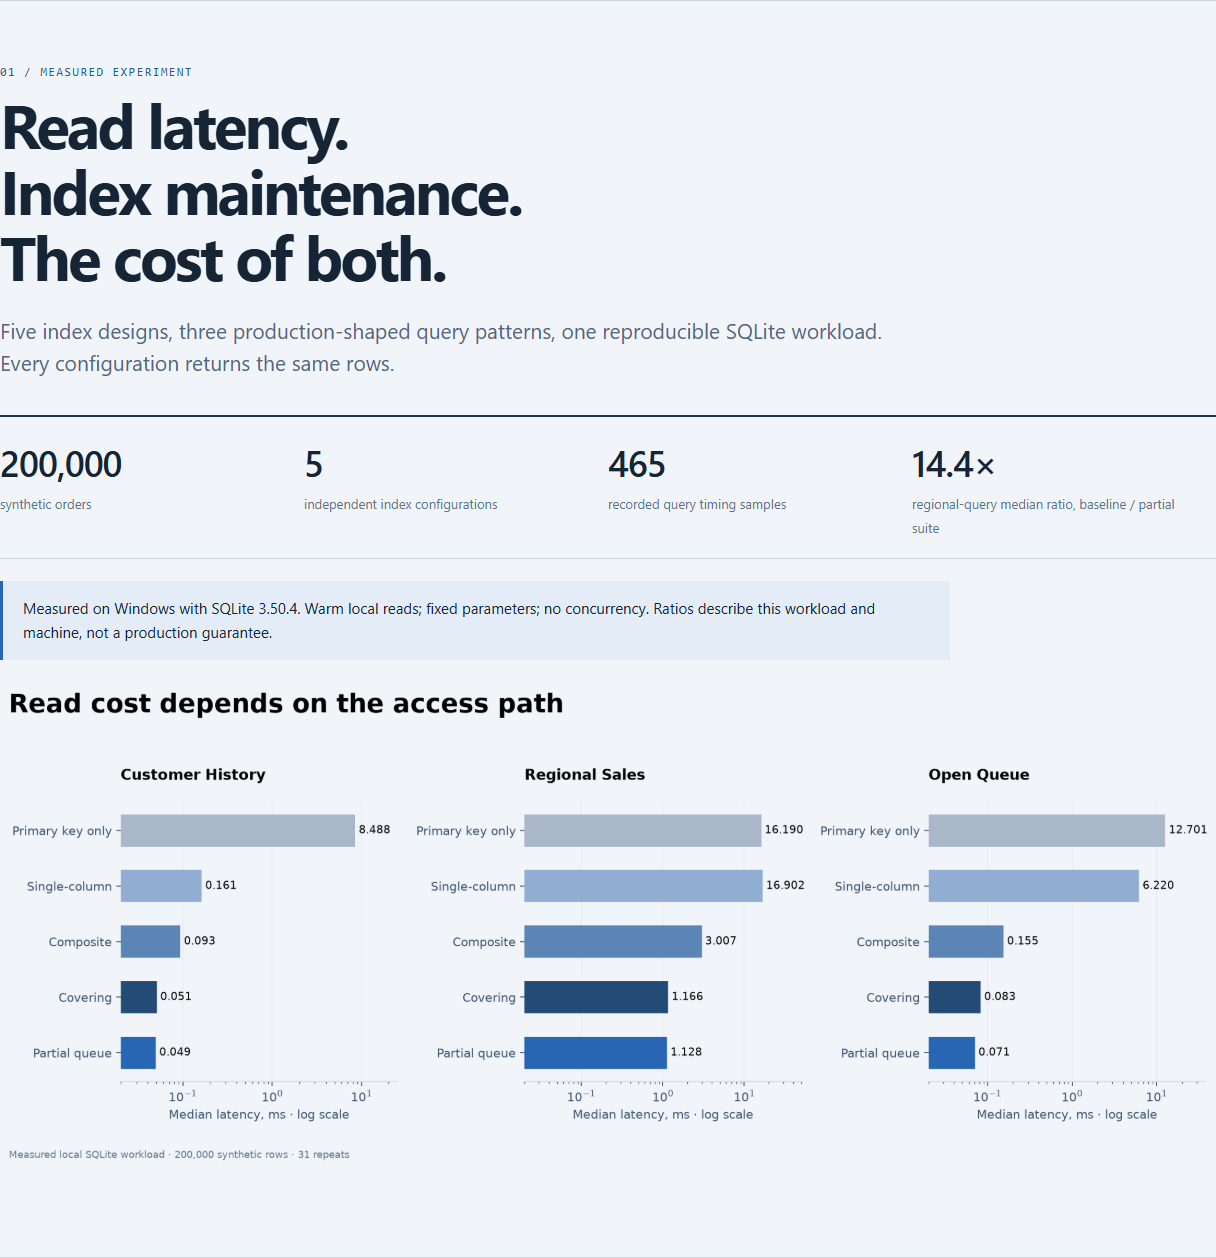 01 / MEASURED EXPERIMENT
Read latency.
Index maintenance.
The cost of both.
Five index designs, three production-shaped query patterns, one reproducible SQLite workload.
Every configuration returns the same rows.
200,000
synthetic orders
5
independent index configurations
465
recorded query timing samples
14.4×
regional-query median ratio, baseline / partial
suite
Measured on Windows with SQLite 3.50.4. Warm local reads; fixed parameters; no concurrency. Ratios describe this workload and
machine, not a production guarantee.
Read cost depends on the access path
Customer History
Primary key only 8.488
Single-column 0.161
Composite 0.093
Covering 0.051
Partial queue 0.049
10⁻¹ 10⁰ 10¹
Median latency, ms · log scale
Regional Sales
Primary key only 16.190
Single-column 16.902
Composite 3.007
Covering 1.166
Partial queue 1.128
10⁻¹ 10⁰ 10¹
Median latency, ms · log scale
Open Queue
Primary key only 12.701
Single-column 6.220
Composite 0.155
Covering 0.083
Partial queue 0.071
10⁻¹ 10⁰ 10¹
Median latency, ms · log scale
Measured local SQLite workload · 200,000 synthetic rows · 31 repeats